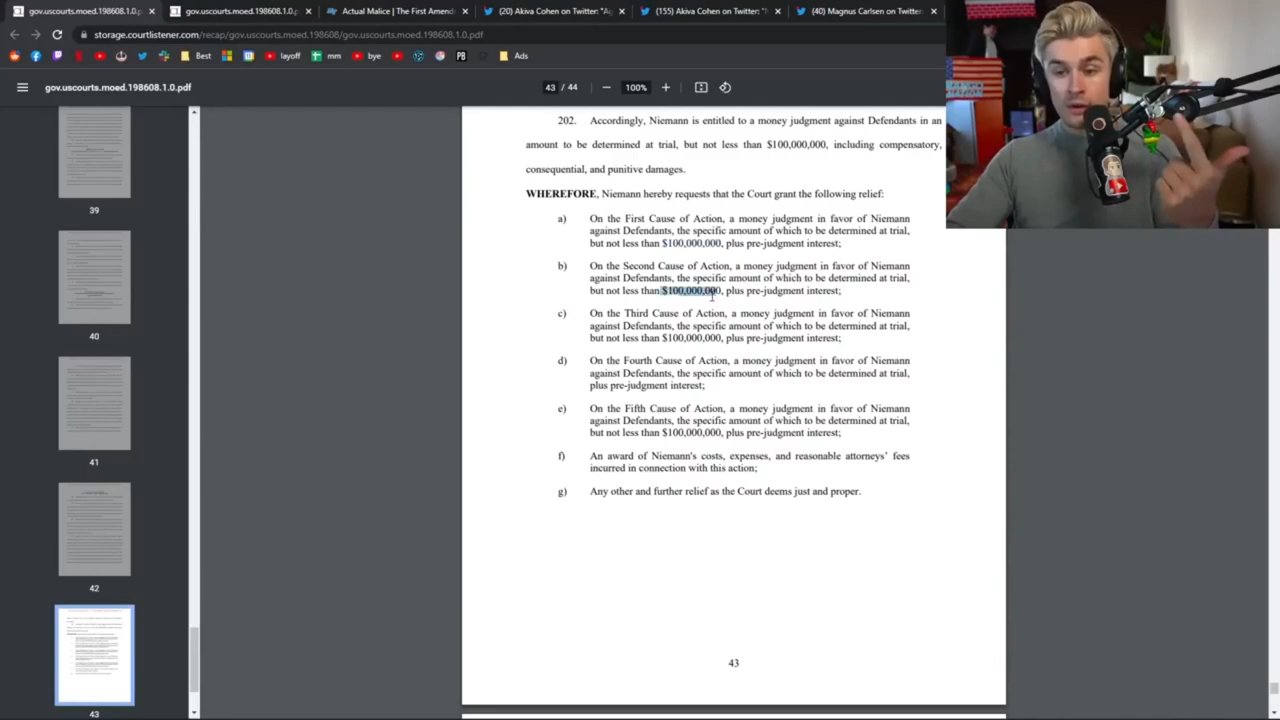 gov.uscourts.moed.198608.1.0.p
gov.uscourts.moed.198608.1.0.pdf
Actual Malice | The First Amend
(20) Akiva Cohen on Twitter: "A
(155) Akiva Cohen on Twitter: "
(40) Magnus Carlsen on Twitter:
storage.courtlistener.com/recap/gov.uscourts.moed.198608/gov.uscourts.moed.198608.1.0.pdf
Best
layol
mm
bye
PB
Ads
gov.uscourts.moed.198608.1.0.pdf
43 / 44
100%
39
40
41
42
43
202. Accordingly, Niemann is entitled to a money judgment against Defendants in an
amount to be determined at trial, but not less than $100,000,000, including compensatory,
consequential, and punitive damages.
WHEREFORE, Niemann hereby requests that the Court grant the following relief:
a) On the First Cause of Action, a money judgment in favor of Niemann
against Defendants, the specific amount of which to be determined at trial,
but not less than $100,000,000, plus pre-judgment interest;
b) On the Second Cause of Action, a money judgment in favor of Niemann
against Defendants, the specific amount of which to be determined at trial,
but not less than $100,000,000, plus pre-judgment interest;
c) On the Third Cause of Action, a money judgment in favor of Niemann
against Defendants, the specific amount of which to be determined at trial,
but not less than $100,000,000, plus pre-judgment interest;
d) On the Fourth Cause of Action, a money judgment in favor of Niemann
against Defendants, the specific amount of which to be determined at trial,
plus pre-judgment interest;
e) On the Fifth Cause of Action, a money judgment in favor of Niemann
against Defendants, the specific amount of which to be determined at trial,
but not less than $100,000,000, plus pre-judgment interest;
f) An award of Niemann's costs, expenses, and reasonable attorneys' fees
incurred in connection with this action;
g) Any other and further relief as the Court deems just and proper.
43